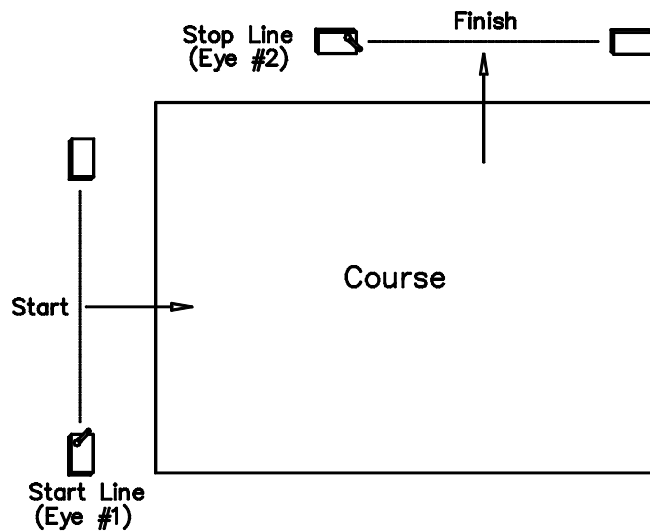 Finish
Stop Line
(Eye #2)
Course
Start
Start Line
(Eye #1)